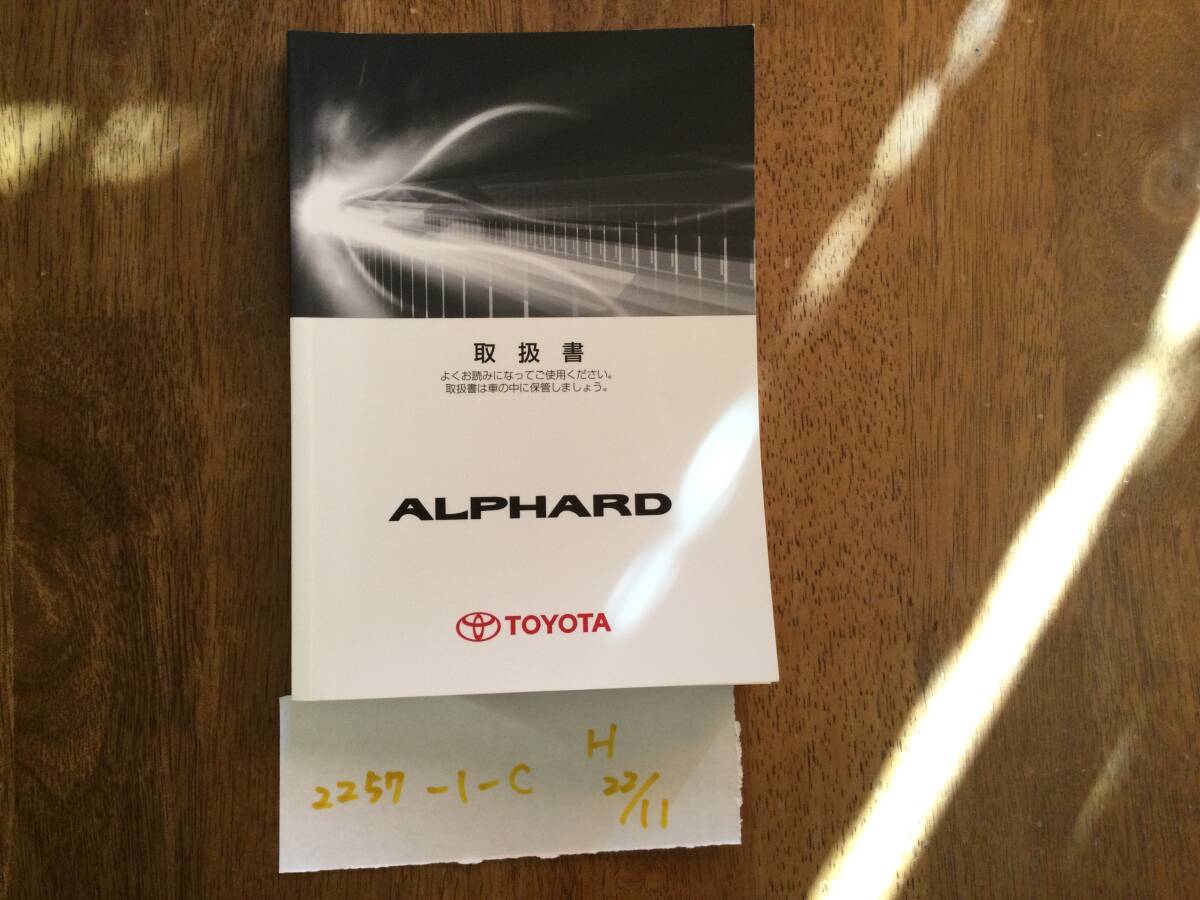 取扱書
よくお読みになってご使用ください。
取扱書は車の中に保管しましょう。
ALPHARD
TOYOTA
2257-1-C
H
22/11